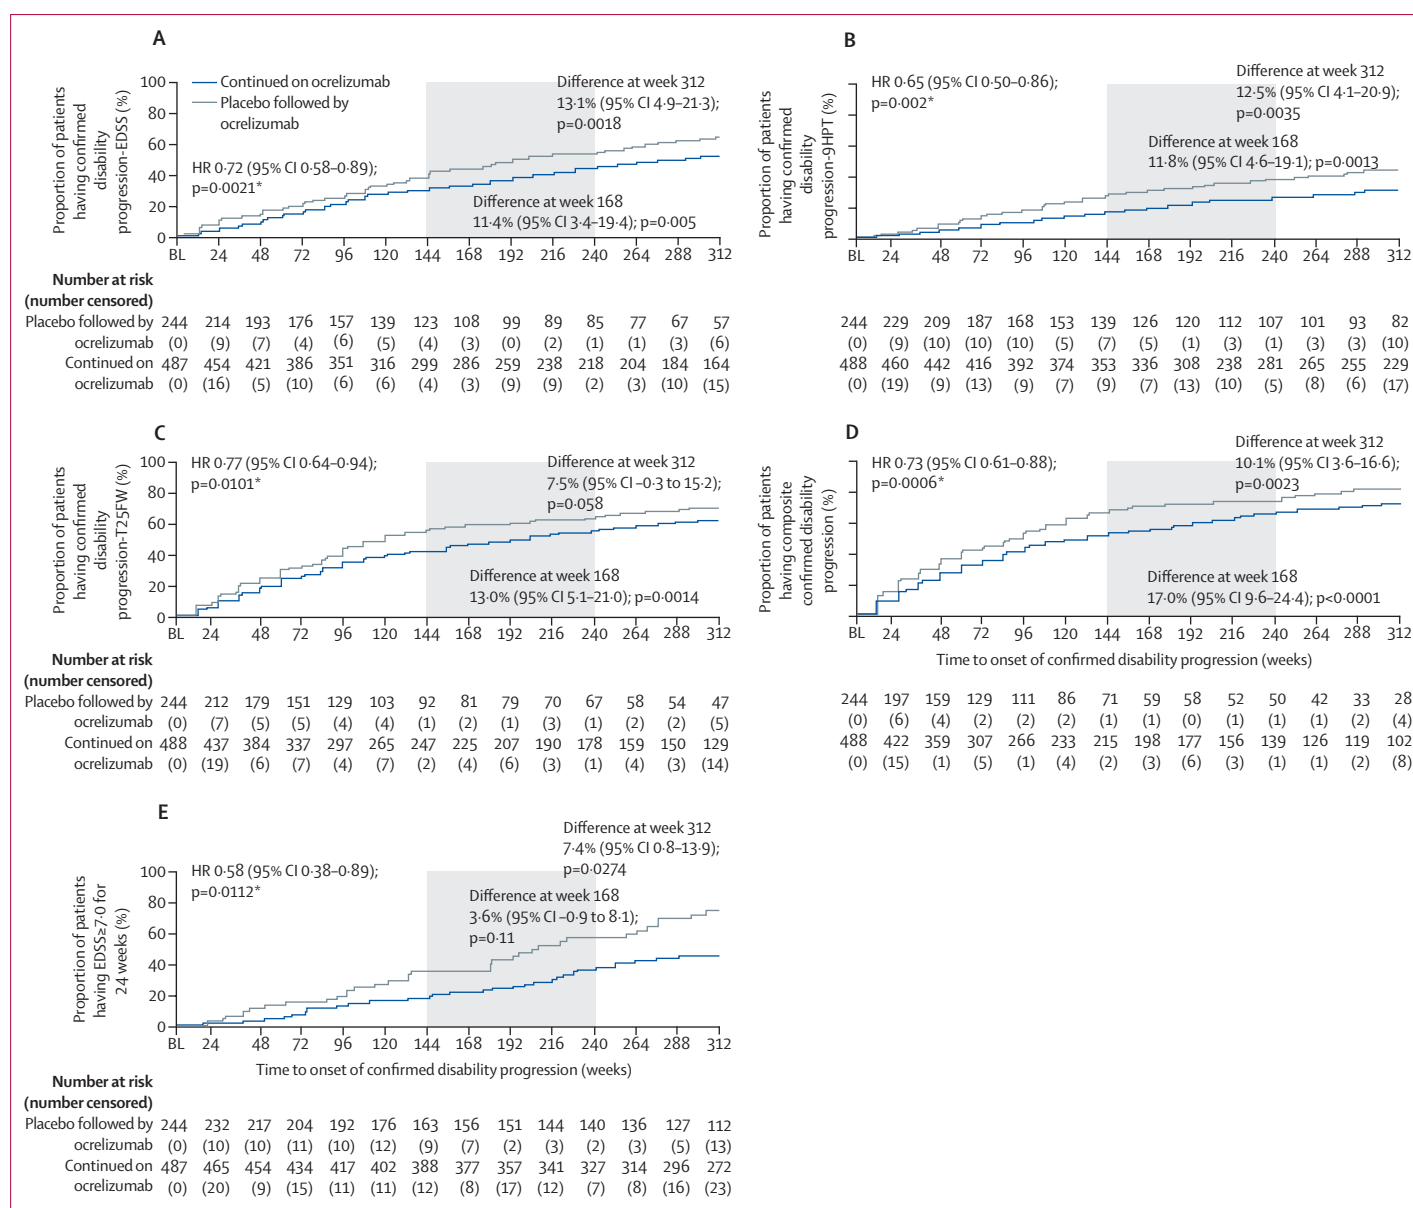 A
Proportion of patients
having confirmed
disability
progression-EDSS (%)
100
80
60
40
20
0
Continued on ocrelizumab
Placebo followed by
ocrelizumab
Difference at week 312
13·1% (95% CI 4·9–21·3);
p=0·0018
HR 0·72 (95% CI 0·58–0·89);
p=0·0021*
Difference at week 168
11·4% (95% CI 3·4–19·4); p=0·005
BL 24 48 72 96 120 144 168 192 216 240 264 288 312
Number at risk
(number censored)
Placebo followed by 244 214 193 176 157 139 123 108 99 89 85 77 67 57
ocrelizumab (0) (9) (7) (4) (6) (5) (4) (3) (0) (2) (1) (1) (3) (6)
Continued on 487 454 421 386 351 316 299 286 259 238 218 204 184 164
ocrelizumab (0) (16) (5) (10) (6) (6) (4) (3) (9) (9) (2) (3) (10) (15)
B
Proportion of patients
having confirmed
disability
progression-9HPT (%)
HR 0·65 (95% CI 0·50–0·86);
p=0·002*
Difference at week 312
12·5% (95% CI 4·1–20·9);
p=0·0035
Difference at week 168
11·8% (95% CI 4·6–19·1); p=0·0013
BL 24 48 72 96 120 144 168 192 216 240 264 288 312
244 229 209 187 168 153 139 126 120 112 107 101 93 82
(0) (9) (10) (10) (10) (5) (7) (5) (1) (3) (1) (3) (3) (10)
488 460 442 416 392 374 353 336 308 238 281 265 255 229
(0) (19) (9) (13) (9) (7) (9) (7) (13) (10) (5) (8) (6) (17)
C
Proportion of patients
having confirmed
disability
progression-T25FW (%)
100
80
60
40
20
0
HR 0·77 (95% CI 0·64–0·94);
p=0·0101*
Difference at week 312
7·5% (95% CI –0·3 to 15·2);
p=0·058
Difference at week 168
13·0% (95% CI 5·1–21·0); p=0·0014
BL 24 48 72 96 120 144 168 192 216 240 264 288 312
Number at risk
(number censored)
Placebo followed by 244 212 179 151 129 103 92 81 79 70 67 58 54 47
ocrelizumab (0) (7) (5) (5) (4) (4) (1) (2) (1) (3) (1) (2) (2) (5)
Continued on 488 437 384 337 297 265 247 225 207 190 178 159 150 129
ocrelizumab (0) (19) (6) (7) (4) (7) (2) (4) (6) (3) (1) (4) (3) (14)
D
Proportion of patients
having composite
confirmed disability
progression (%)
HR 0·73 (95% CI 0·61–0·88);
p=0·0006*
Difference at week 312
10·1% (95% CI 3·6–16·6);
p=0·0023
Difference at week 168
17·0% (95% CI 9·6–24·4); p<0·0001
BL 24 48 72 96 120 144 168 192 216 240 264 288 312
Time to onset of confirmed disability progression (weeks)
244 197 159 129 111 86 71 59 58 52 50 42 33 28
(0) (6) (4) (2) (2) (2) (1) (1) (0) (1) (1) (1) (2) (4)
488 422 359 307 266 233 215 198 177 156 139 126 119 102
(0) (15) (1) (5) (1) (4) (2) (3) (6) (3) (1) (1) (2) (8)
E
Proportion of patients
having EDSS≥7·0 for
24 weeks (%)
100
80
60
40
20
0
HR 0·58 (95% CI 0·38–0·89);
p=0·0112*
Difference at week 312
7·4% (95% CI 0·8–13·9);
p=0·0274
Difference at week 168
3·6% (95% CI –0·9 to 8·1);
p=0·11
BL 24 48 72 96 120 144 168 192 216 240 264 288 312
Time to onset of confirmed disability progression (weeks)
Number at risk
(number censored)
Placebo followed by 244 232 217 204 192 176 163 156 151 144 140 136 127 112
ocrelizumab (0) (10) (10) (11) (10) (12) (9) (7) (2) (3) (2) (3) (5) (13)
Continued on 487 465 454 434 417 402 388 377 357 341 327 314 296 272
ocrelizumab (0) (20) (9) (15) (11) (11) (12) (8) (17) (12) (7) (8) (16) (23)